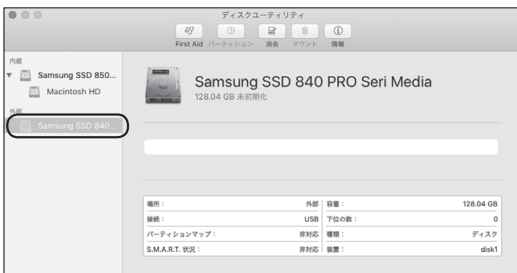 ディスクユーティリティ
First Aid パーティション 消去 マウント 情報
内蔵
Samsung SSD 850...
Macintosh HD
外部
Samsung SSD 840...
Samsung SSD 840 PRO Seri Media
128.04 GB 未初期化
場所： 外部 容量： 128.04 GB
接続： USB 下位の数： 0
パーティションマップ： 非対応 種類： ディスク
S.M.A.R.T. 状況： 非対応 装置： disk1